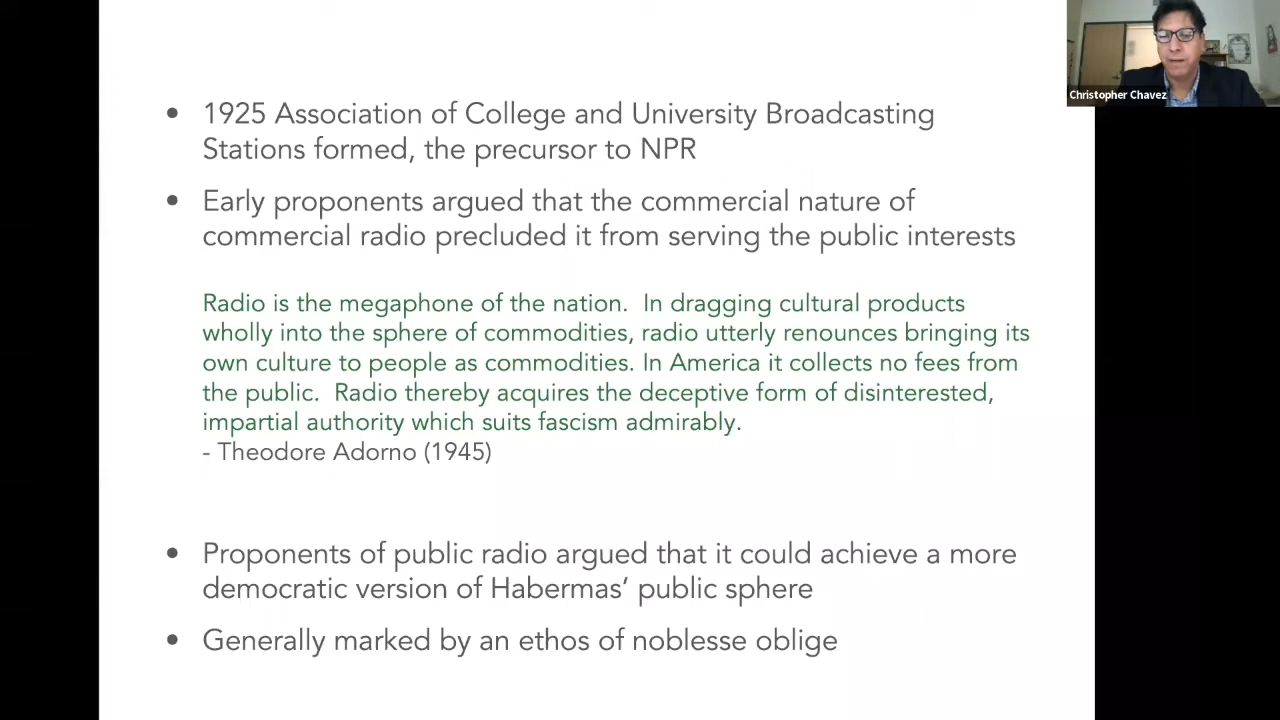 • 1925 Association of College and University Broadcasting
Stations formed, the precursor to NPR
• Early proponents argued that the commercial nature of
commercial radio precluded it from serving the public interests
Radio is the megaphone of the nation.  In dragging cultural products
wholly into the sphere of commodities, radio utterly renounces bringing its
own culture to people as commodities. In America it collects no fees from
the public.  Radio thereby acquires the deceptive form of disinterested,
impartial authority which suits fascism admirably.
- Theodore Adorno (1945)
• Proponents of public radio argued that it could achieve a more
democratic version of Habermas’ public sphere
• Generally marked by an ethos of noblesse oblige
Christopher Chavez